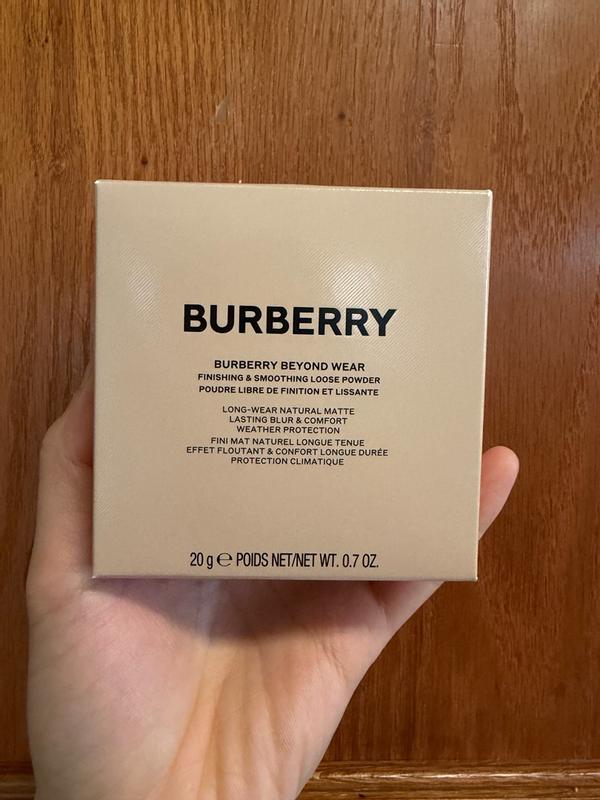 BURBERRY
BURBERRY BEYOND WEAR
FINISHING & SMOOTHING LOOSE POWDER
POUDRE LIBRE DE FINITION ET LISSANTE
LONG-WEAR NATURAL MATTE
LASTING BLUR & COMFORT
WEATHER PROTECTION
FINI MAT NATUREL LONGUE TENUE
EFFET FLOUTANT & CONFORT LONGUE DURÉE
PROTECTION CLIMATIQUE
20 g ℮ POIDS NET/NET WT. 0.7 OZ.